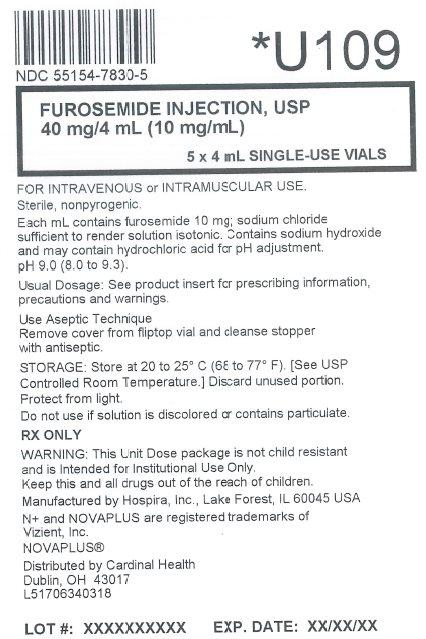 *U109
NDC 55154-7830-5
FUROSEMIDE INJECTION, USP
40 mg/4 mL (10 mg/mL)
5 x 4 mL SINGLE-USE VIALS
FOR INTRAVENOUS or INTRAMUSCULAR USE.
Sterile, nonpyrogenic.
Each mL contains furosemide 10 mg; sodium chloride
sufficient to render solution isotonic. Contains sodium hydroxide
and may contain hydrochloric acid for pH adjustment.
pH 9.0 (8.0 to 9.3).
Usual Dosage: See product insert for prescribing information,
precautions and warnings.
Use Aseptic Technique
Remove cover from fliptop vial and cleanse stopper
with antiseptic.
STORAGE: Store at 20 to 25° C (68 to 77° F). [See USP
Controlled Room Temperature.] Discard unused portion.
Protect from light.
Do not use if solution is discolored or contains particulate.
RX ONLY
WARNING: This Unit Dose package is not child resistant
and is Intended for Institutional Use Only.
Keep this and all drugs out of the reach of children.
Manufactured by Hospira, Inc., Lake Forest, IL 60045 USA
N+ and NOVAPLUS are registered trademarks of
Vizient, Inc.
NOVAPLUS®
Distributed by Cardinal Health
Dublin, OH 43017
L51706340318
LOT #: XXXXXXXXXX EXP. DATE: XX/XX/XX